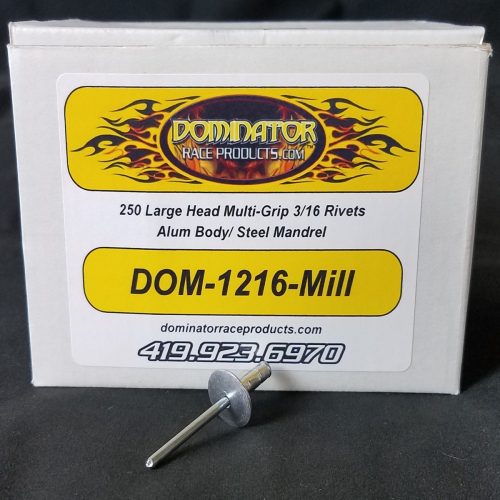 DOMINATOR
RACE PRODUCTS.COM
250 Large Head Multi-Grip 3/16 Rivets
Alum Body/ Steel Mandrel
DOM-1216-Mill
dominatorraceproducts.com
419.923.6970